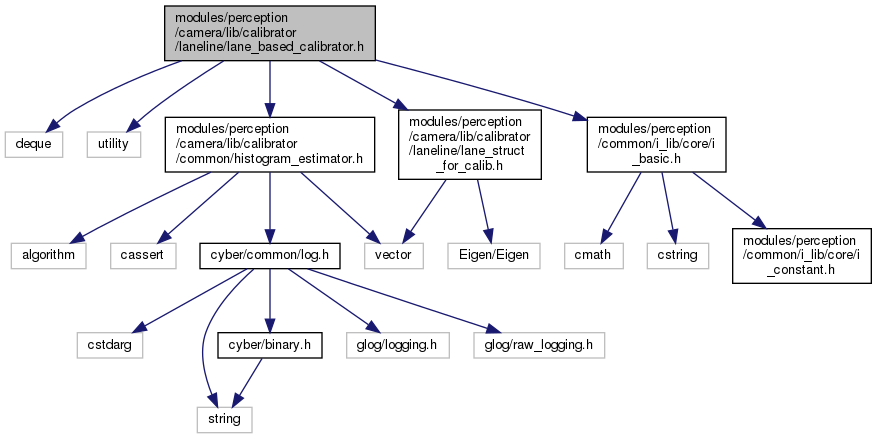 modules/perception
/camera/lib/calibrator
/laneline/lane_based_calibrator.h
deque
utility
modules/perception
/camera/lib/calibrator
/common/histogram_estimator.h
modules/perception
/camera/lib/calibrator
/laneline/lane_struct
_for_calib.h
modules/perception
/common/i_lib/core/i
_basic.h
algorithm
cassert
cyber/common/log.h
vector
Eigen/Eigen
cmath
cstring
modules/perception
/common/i_lib/core/i
_constant.h
cstdarg
cyber/binary.h
glog/logging.h
glog/raw_logging.h
string